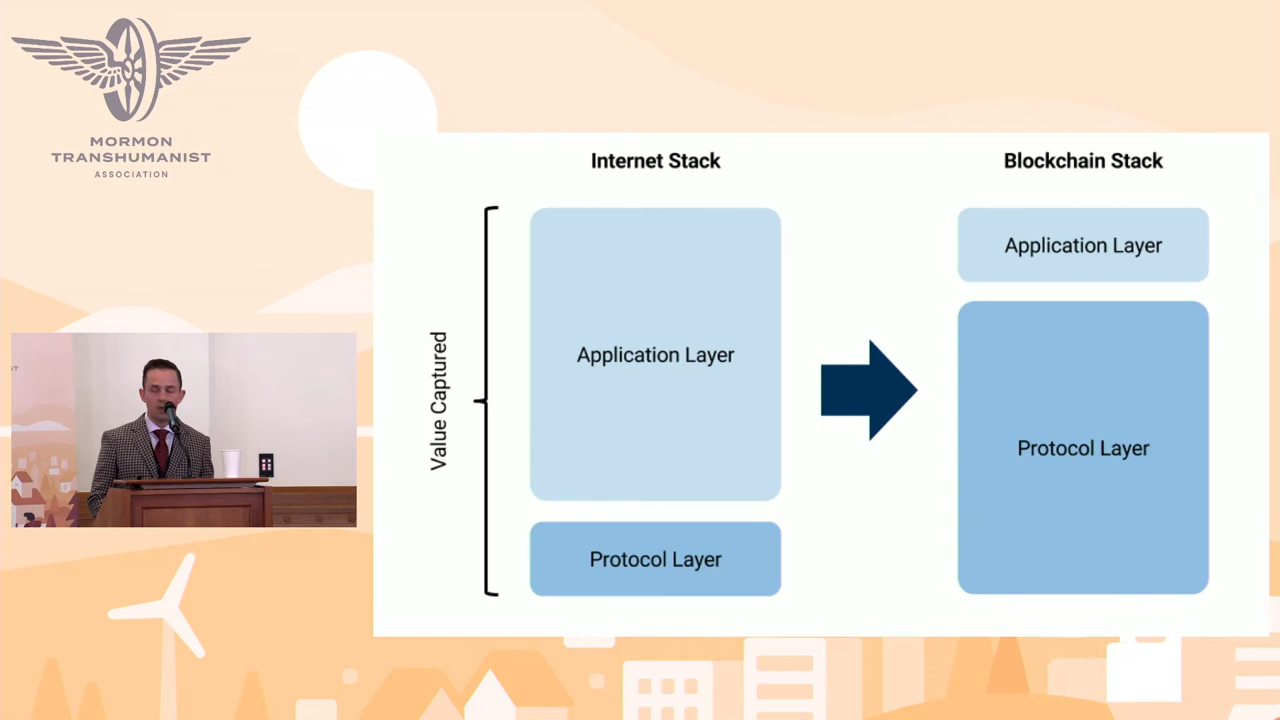 MORMON
TRANSHUMANIST
ASSOCIATION
Internet Stack
Blockchain Stack
Value Captured
Application Layer
Protocol Layer
Application Layer
Protocol Layer